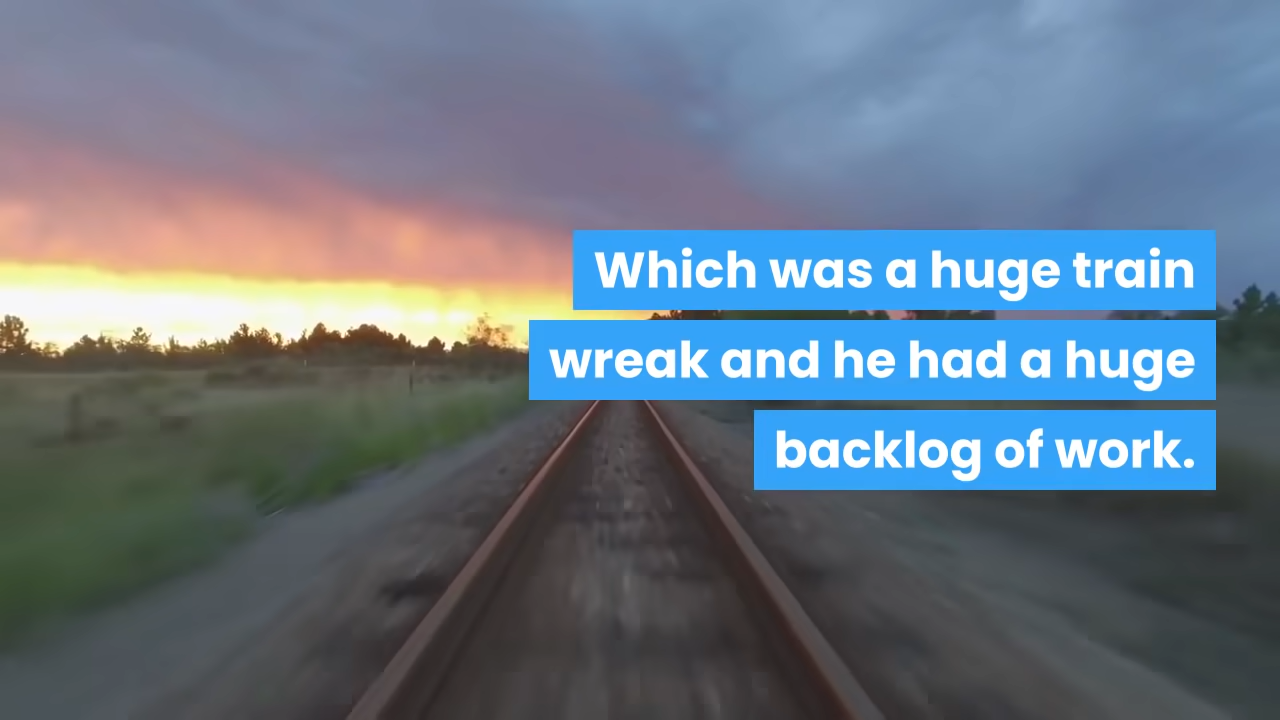 Which was a huge train
wreak and he had a huge
backlog of work.